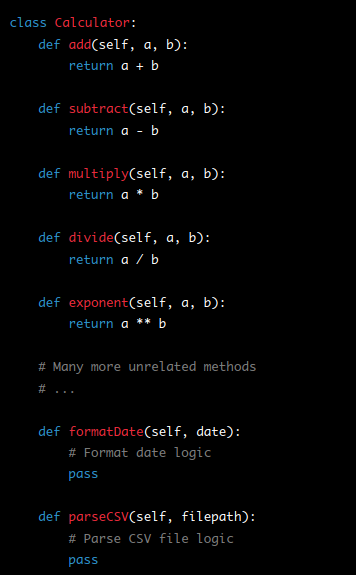 class Calculator:
    def add(self, a, b):
        return a + b

    def subtract(self, a, b):
        return a - b

    def multiply(self, a, b):
        return a * b

    def divide(self, a, b):
        return a / b

    def exponent(self, a, b):
        return a ** b

    # Many more unrelated methods
    # ...

    def formatDate(self, date):
        # Format date logic
        pass

    def parseCSV(self, filepath):
        # Parse CSV file logic
        pass